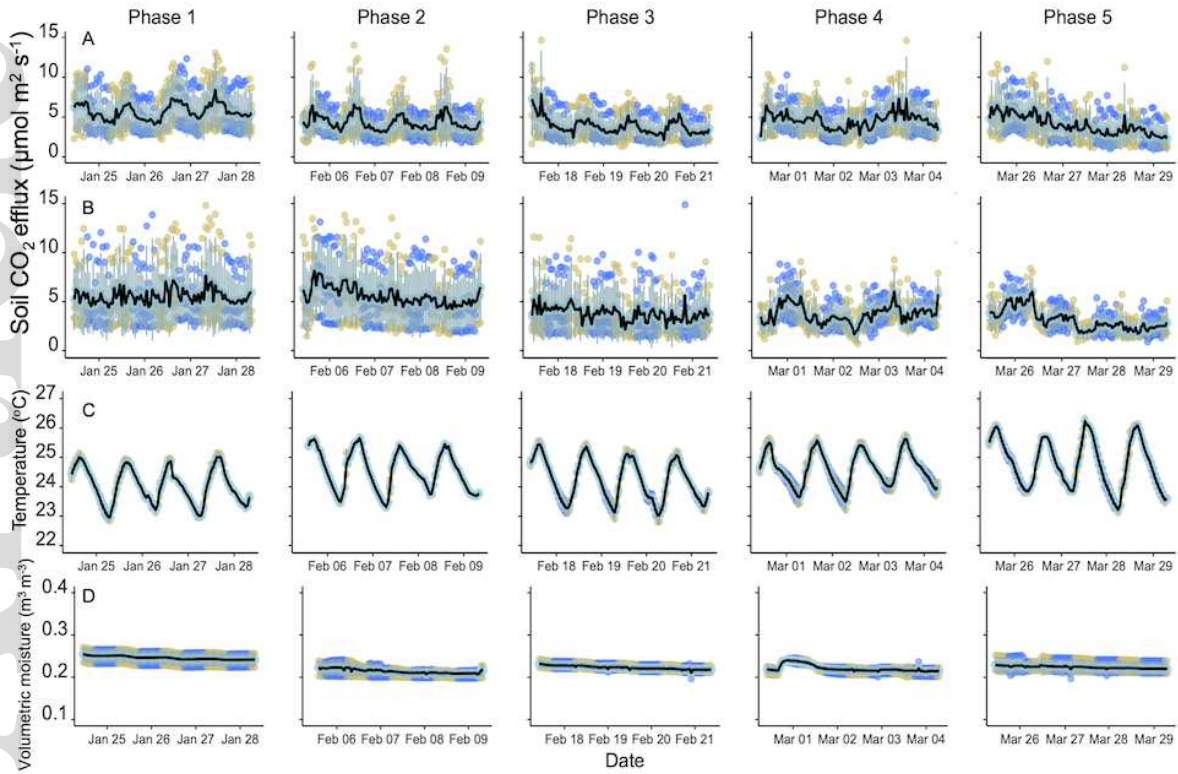 Phase 1 Phase 2 Phase 3 Phase 4 Phase 5
Soil CO2 efflux (μmol m² s⁻¹)
A
15
10
5
0
Jan 25 Jan 26 Jan 27 Jan 28 Feb 06 Feb 07 Feb 08 Feb 09 Feb 18 Feb 19 Feb 20 Feb 21 Mar 01 Mar 02 Mar 03 Mar 04 Mar 26 Mar 27 Mar 28 Mar 29
B
15
10
5
0
Jan 25 Jan 26 Jan 27 Jan 28 Feb 06 Feb 07 Feb 08 Feb 09 Feb 18 Feb 19 Feb 20 Feb 21 Mar 01 Mar 02 Mar 03 Mar 04 Mar 26 Mar 27 Mar 28 Mar 29
Temperature (°C)
C
27
26
25
24
23
22
Jan 25 Jan 26 Jan 27 Jan 28 Feb 06 Feb 07 Feb 08 Feb 09 Feb 18 Feb 19 Feb 20 Feb 21 Mar 01 Mar 02 Mar 03 Mar 04 Mar 26 Mar 27 Mar 28 Mar 29
Volumetric moisture (m³ m⁻³)
D
0.4
0.3
0.2
0.1
Jan 25 Jan 26 Jan 27 Jan 28 Feb 06 Feb 07 Feb 08 Feb 09 Feb 18 Feb 19 Feb 20 Feb 21 Mar 01 Mar 02 Mar 03 Mar 04 Mar 26 Mar 27 Mar 28 Mar 29
Date